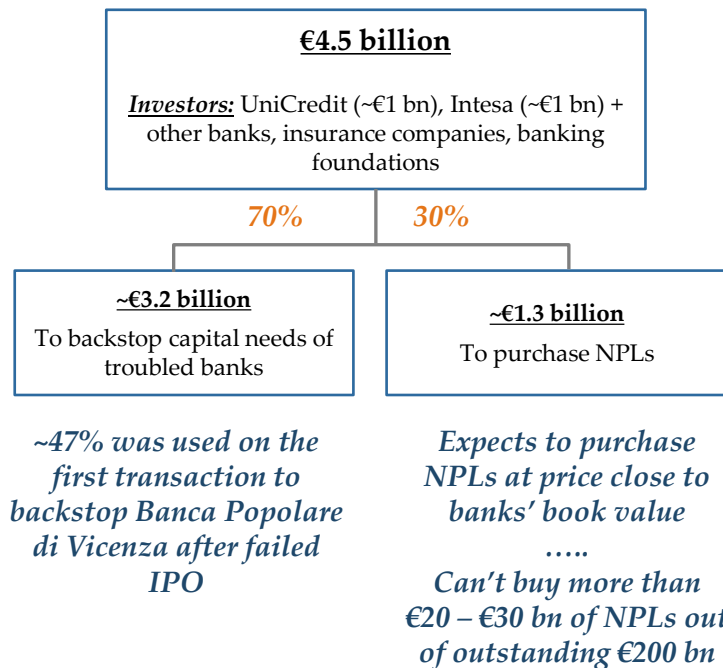 €4.5 billion
Investors: UniCredit (~€1 bn), Intesa (~€1 bn) +
other banks, insurance companies, banking
foundations
70%
30%
~€3.2 billion
To backstop capital needs of
troubled banks
~€1.3 billion
To purchase NPLs
~47% was used on the
first transaction to
backstop Banca Popolare
di Vicenza after failed
IPO
Expects to purchase
NPLs at price close to
banks’ book value
…..
Can’t buy more than
€20 – €30 bn of NPLs out
of outstanding €200 bn